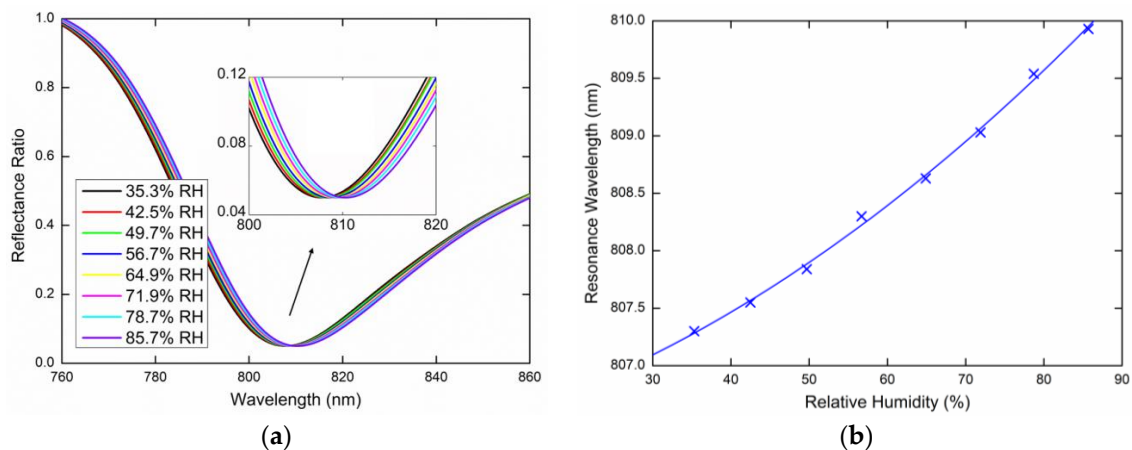 1.0
0.8
0.6
0.4
0.2
0.0
Reflectance Ratio
760
780
800
820
840
860
Wavelength (nm)
0.12
0.08
0.04
800
810
820
35.3% RH
42.5% RH
49.7% RH
56.7% RH
64.9% RH
71.9% RH
78.7% RH
85.7% RH
(a)
810.0
809.5
809.0
808.5
808.0
807.5
807.0
Resonance Wavelength (nm)
30
40
50
60
70
80
90
Relative Humidity (%)
(b)